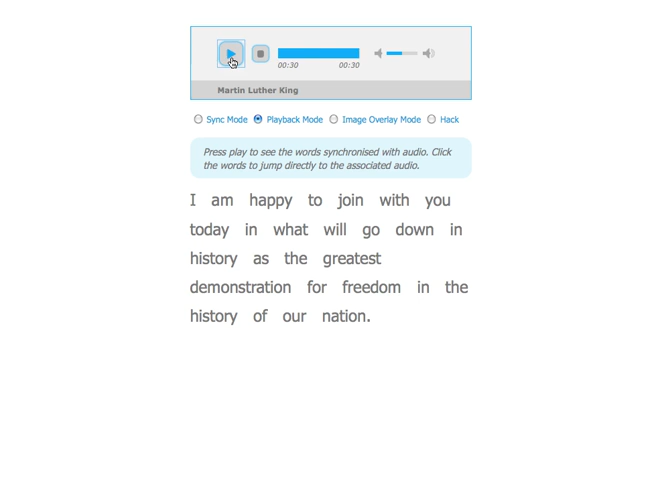 00:30 00:30
Martin Luther King
Sync Mode Playback Mode Image Overlay Mode Hack
Press play to see the words synchronised with audio. Click
the words to jump directly to the associated audio.
I am happy to join with you
today in what will go down in
history as the greatest
demonstration for freedom in the
history of our nation.